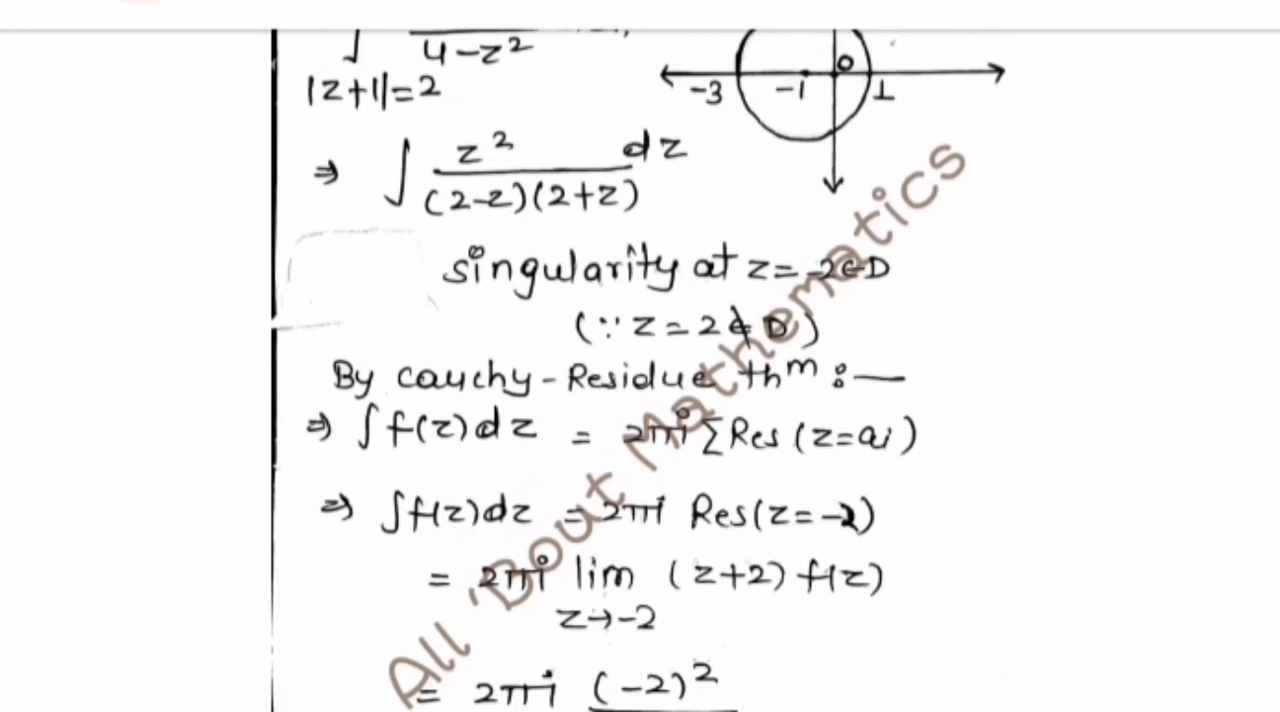 ∫ ——— 4-z²
|z+1|=2
-3 -1 0 1
⇒ ∫ z² / (2-z)(2+z) dz
singularity at z=-2∈D
(∵ z=2∉D)
By cauchy-Residue thm :—
⇒ ∫f(z)dz = 2πi ∑Res (z=ai)
⇒ ∫f(z)dz = 2πi Res(z=-2)
= 2πi lim (z+2) f(z)
z→-2
= 2πi (-2)²
All 'Bout Mathematics